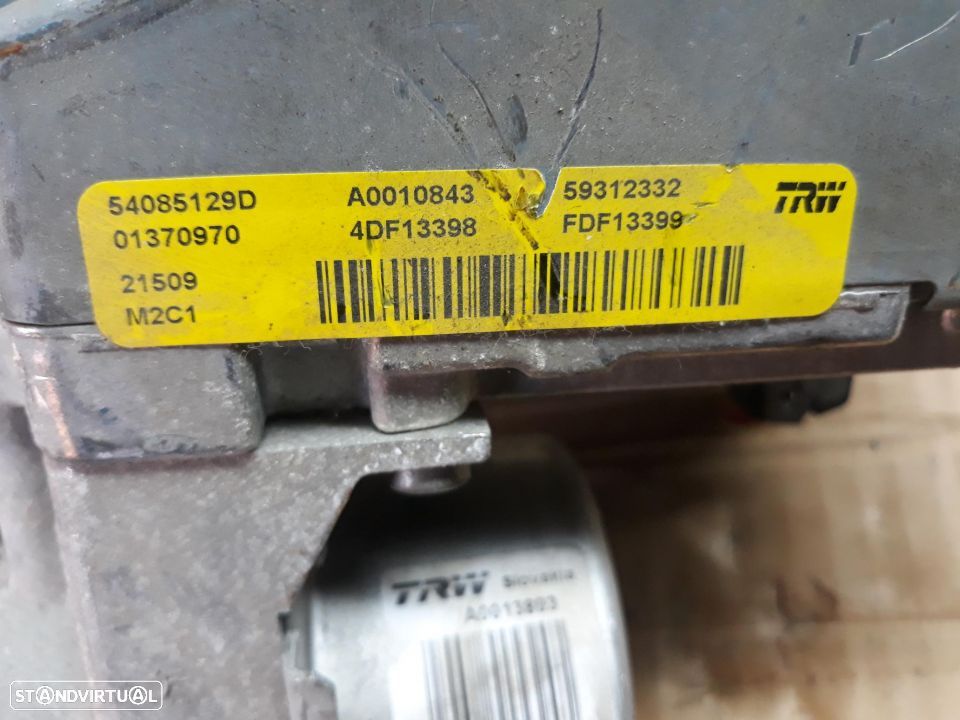 54085129D A0010843 59312332 TRW
01370970 4DF13398 FDF13399
21509
M2C1
TRW Slovakia
A0013893
STANDVIRTUAL